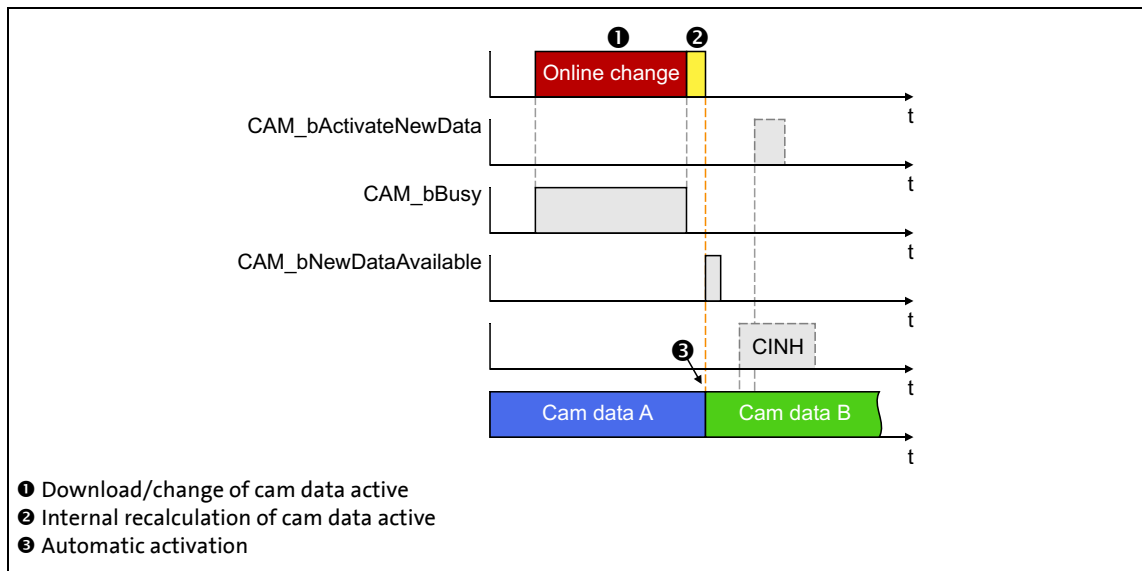 ❶ ❷
Online change
t
CAM_bActivateNewData
t
CAM_bBusy
t
CAM_bNewDataAvailable
t
❸ CINH
t
Cam data A Cam data B
t
❶ Download/change of cam data active
❷ Internal recalculation of cam data active
❸ Automatic activation